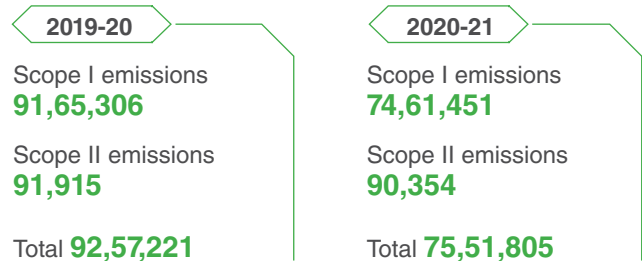 2019-20
Scope I emissions
91,65,306
Scope II emissions
91,915
Total 92,57,221
2020-21
Scope I emissions
74,61,451
Scope II emissions
90,354
Total 75,51,805